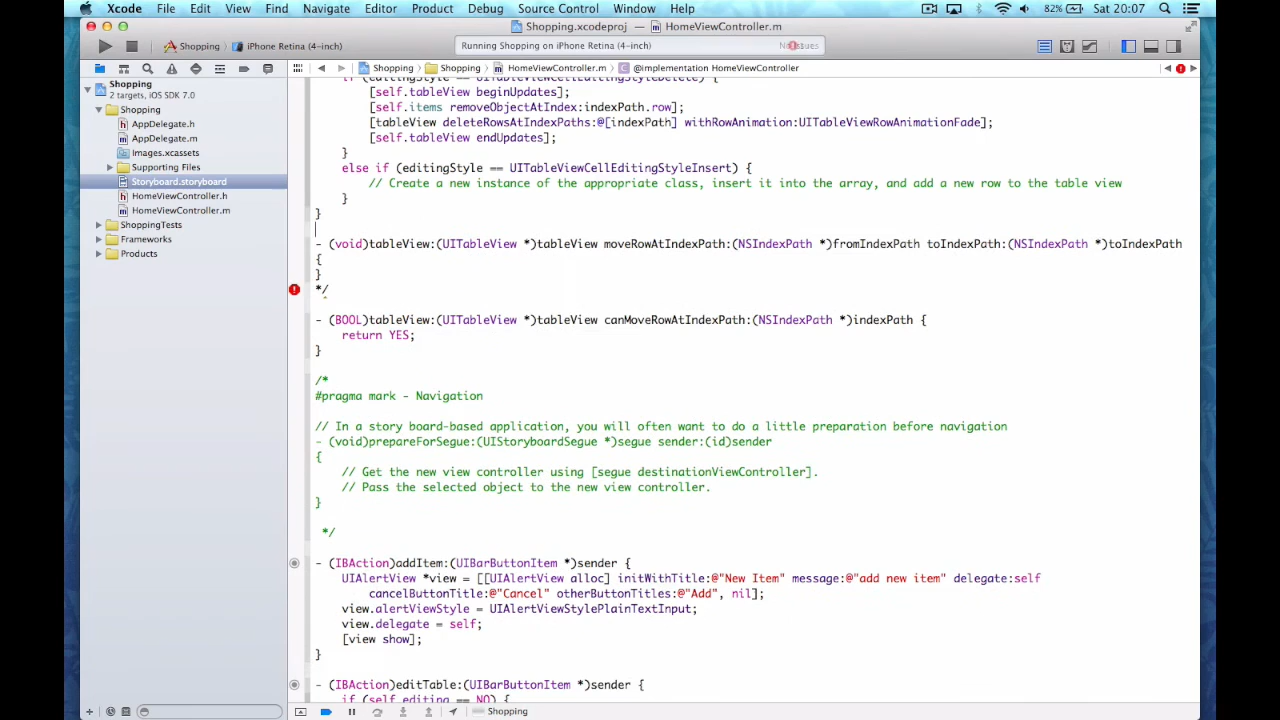 Xcode File Edit View Find Navigate Editor Product Debug Source Control Window Help 82% Sat 20:07
Shopping.xcodeproj — HomeViewController.m
Shopping iPhone Retina (4-inch) Running Shopping on iPhone Retina (4-inch) No Issues
Shopping Shopping HomeViewController.m @implementation HomeViewController
Shopping
2 targets, iOS SDK 7.0
Shopping
AppDelegate.h
AppDelegate.m
Images.xcassets
Supporting Files
Storyboard.storyboard
HomeViewController.h
HomeViewController.m
ShoppingTests
Frameworks
Products
if (editingStyle == UITableViewCellEditingStyleDelete) {
[self.tableView beginUpdates];
[self.items removeObjectAtIndex:indexPath.row];
[tableView deleteRowsAtIndexPaths:@[indexPath] withRowAnimation:UITableViewRowAnimationFade];
[self.tableView endUpdates];
}
else if (editingStyle == UITableViewCellEditingStyleInsert) {
// Create a new instance of the appropriate class, insert it into the array, and add a new row to the table view
}
}
- (void)tableView:(UITableView *)tableView moveRowAtIndexPath:(NSIndexPath *)fromIndexPath toIndexPath:(NSIndexPath *)toIndexPath
{
}
*/
- (BOOL)tableView:(UITableView *)tableView canMoveRowAtIndexPath:(NSIndexPath *)indexPath {
return YES;
}
/*
#pragma mark - Navigation
// In a story board-based application, you will often want to do a little preparation before navigation
- (void)prepareForSegue:(UIStoryboardSegue *)segue sender:(id)sender
{
// Get the new view controller using [segue destinationViewController].
// Pass the selected object to the new view controller.
}
*/
- (IBAction)addItem:(UIBarButtonItem *)sender {
UIAlertView *view = [[UIAlertView alloc] initWithTitle:@"New Item" message:@"add new item" delegate:self
cancelButtonTitle:@"Cancel" otherButtonTitles:@"Add", nil];
view.alertViewStyle = UIAlertViewStylePlainTextInput;
view.delegate = self;
[view show];
}
- (IBAction)editTable:(UIBarButtonItem *)sender {
if (self.editing == NO) {
Shopping